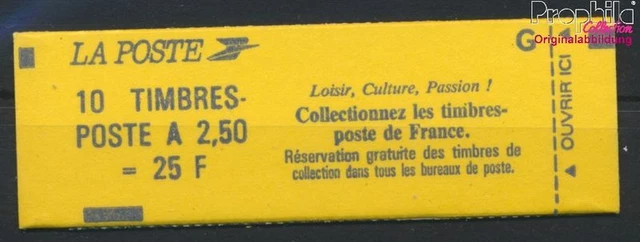 LA POSTE
10 TIMBRES-
POSTE A 2,50
= 25 F
Loisir, Culture, Passion !
Collectionnez les timbres-
poste de France.
Réservation gratuite des timbres de
collection dans tous les bureaux de poste.
G
OUVRIR ICI
Prophila
Collection
Originalabbildung